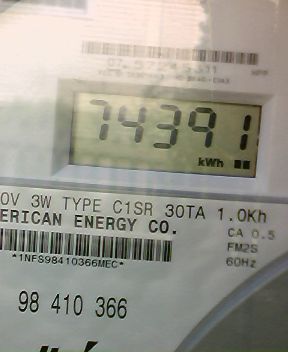 74391
kWh
0V 3W TYPE C1SR 30TA 1.0Kh
ERICAN ENERGY CO.
CA 0.5
FM2S
*1NFS98410366MEC*
60Hz
98 410 366